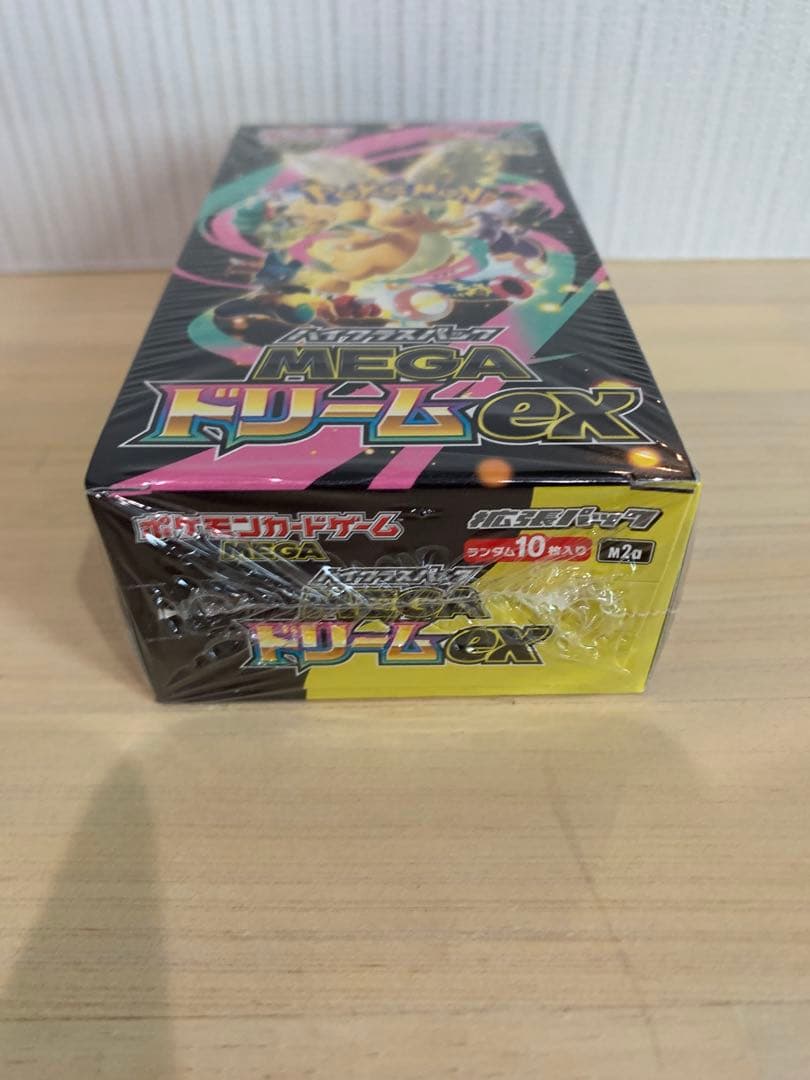 POKÉMON
ハイクラスパック
MEGA
ドリームex
ポケモンカードゲーム
MEGA
拡張パック
ランダム10枚入り
M2a
ハイクラスパック
MEGA
ドリームex